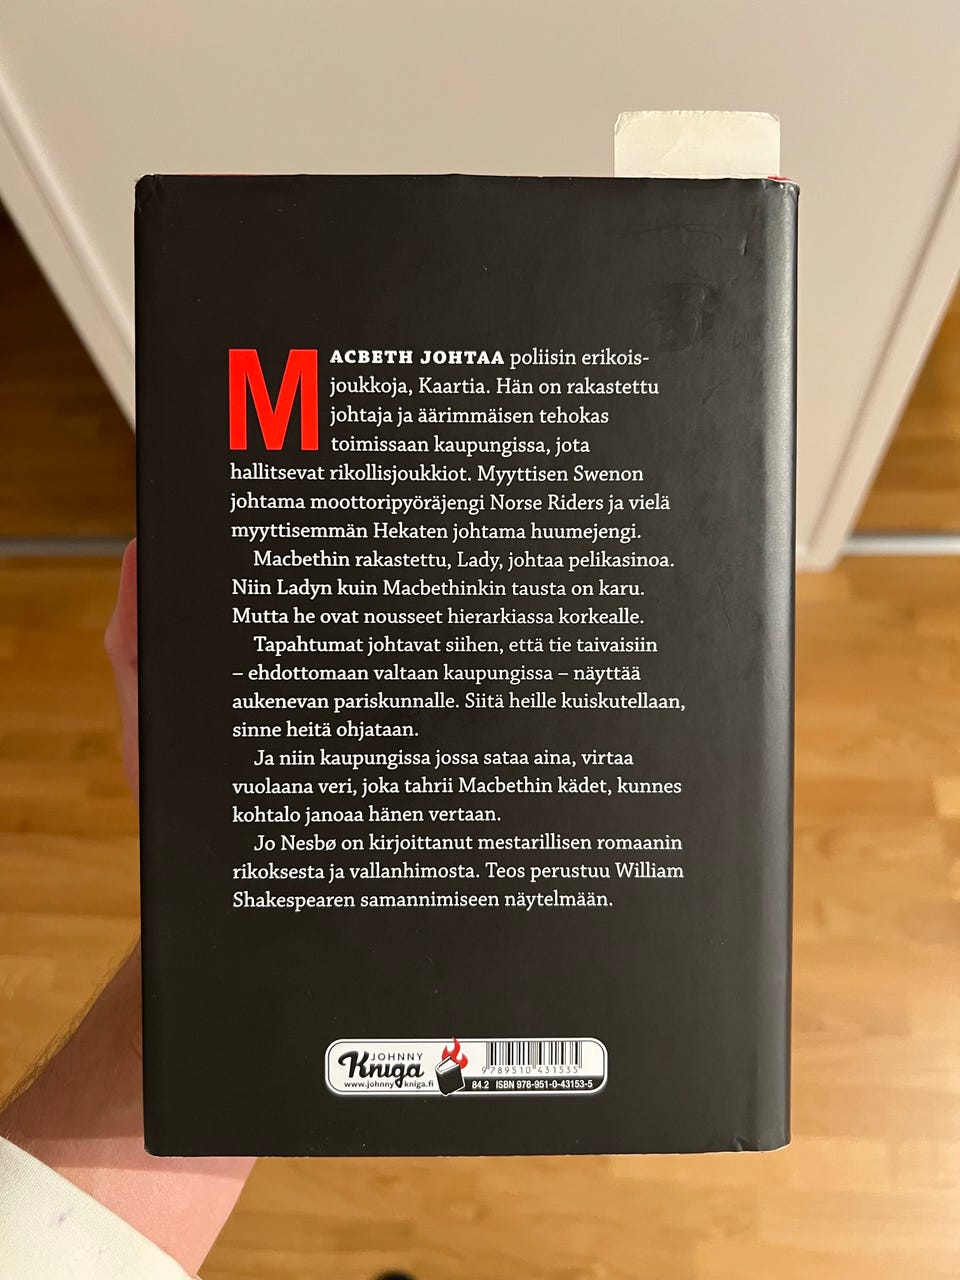 MACBETH JOHTAA poliisin erikois-
joukkoja, Kaartia. Hän on rakastettu
johtaja ja äärimmäisen tehokas
toimissaan kaupungissa, jota
hallitsevat rikollisjoukkiot. Myyttisen Swenon
johtama moottoripyöräjengi Norse Riders ja vielä
myyttisemmän Hekaten johtama huumejengi.
Macbethin rakastettu, Lady, johtaa pelikasinoa.
Niin Ladyn kuin Macbethinkin tausta on karu.
Mutta he ovat nousseet hierarkiassa korkealle.
Tapahtumat johtavat siihen, että tie taivaisiin
– ehdottomaan valtaan kaupungissa – näyttää
aukenevan pariskunnalle. Siitä heille kuiskutellaan,
sinne heitä ohjataan.
Ja niin kaupungissa jossa sataa aina, virtaa
vuolaana veri, joka tahrii Macbethin kädet, kunnes
kohtalo janoaa hänen vertaan.
Jo Nesbø on kirjoittanut mestarillisen romaanin
rikoksesta ja vallanhimosta. Teos perustuu William
Shakespearen samannimiseen näytelmään.
JOHNNY
Kniga
www.johnnykniga.fi
9 789510 431535
84.2 ISBN 978-951-0-43153-5